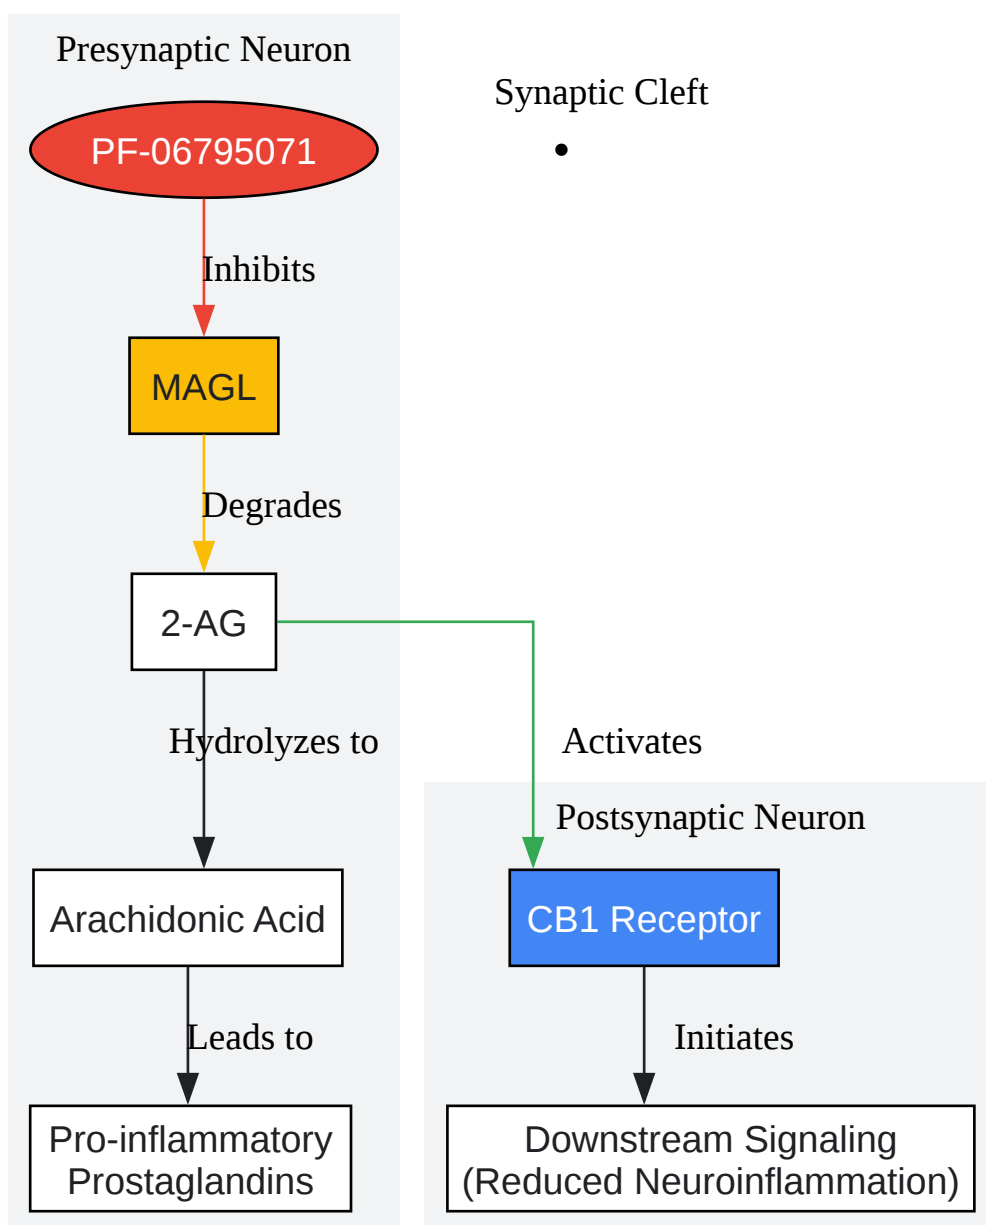 Presynaptic Neuron
Synaptic Cleft
PF-06795071
Inhibits
MAGL
Degrades
2-AG
Hydrolyzes to
Activates
Postsynaptic Neuron
Arachidonic Acid
CB1 Receptor
Leads to
Initiates
Pro-inflammatory
Prostaglandins
Downstream Signaling
(Reduced Neuroinflammation)